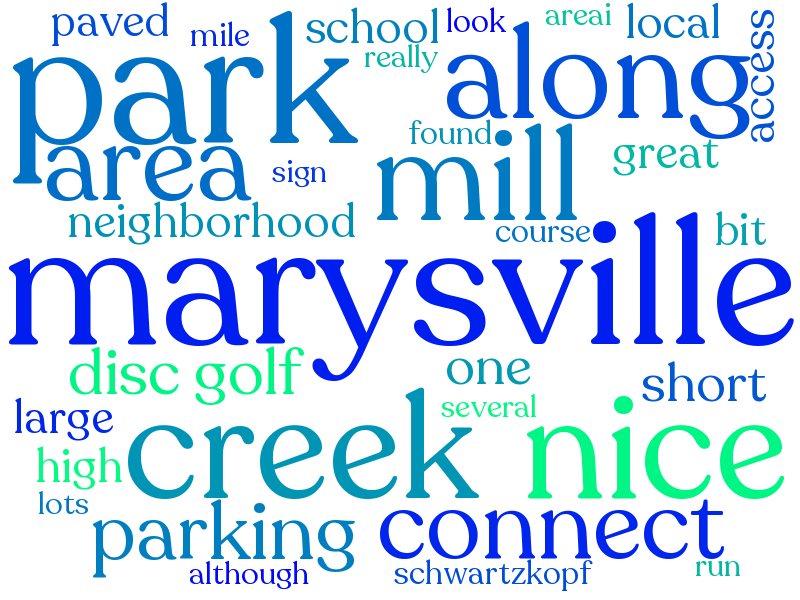 paved
mile
school
look
areai
local
access
park
really
along
found
area
sign
mill
great
neighborhood
course
bit
marysville
disc golf
one
short
large
several
creek
nice
high
lots
parking
connect
although
schwartzkopf
run